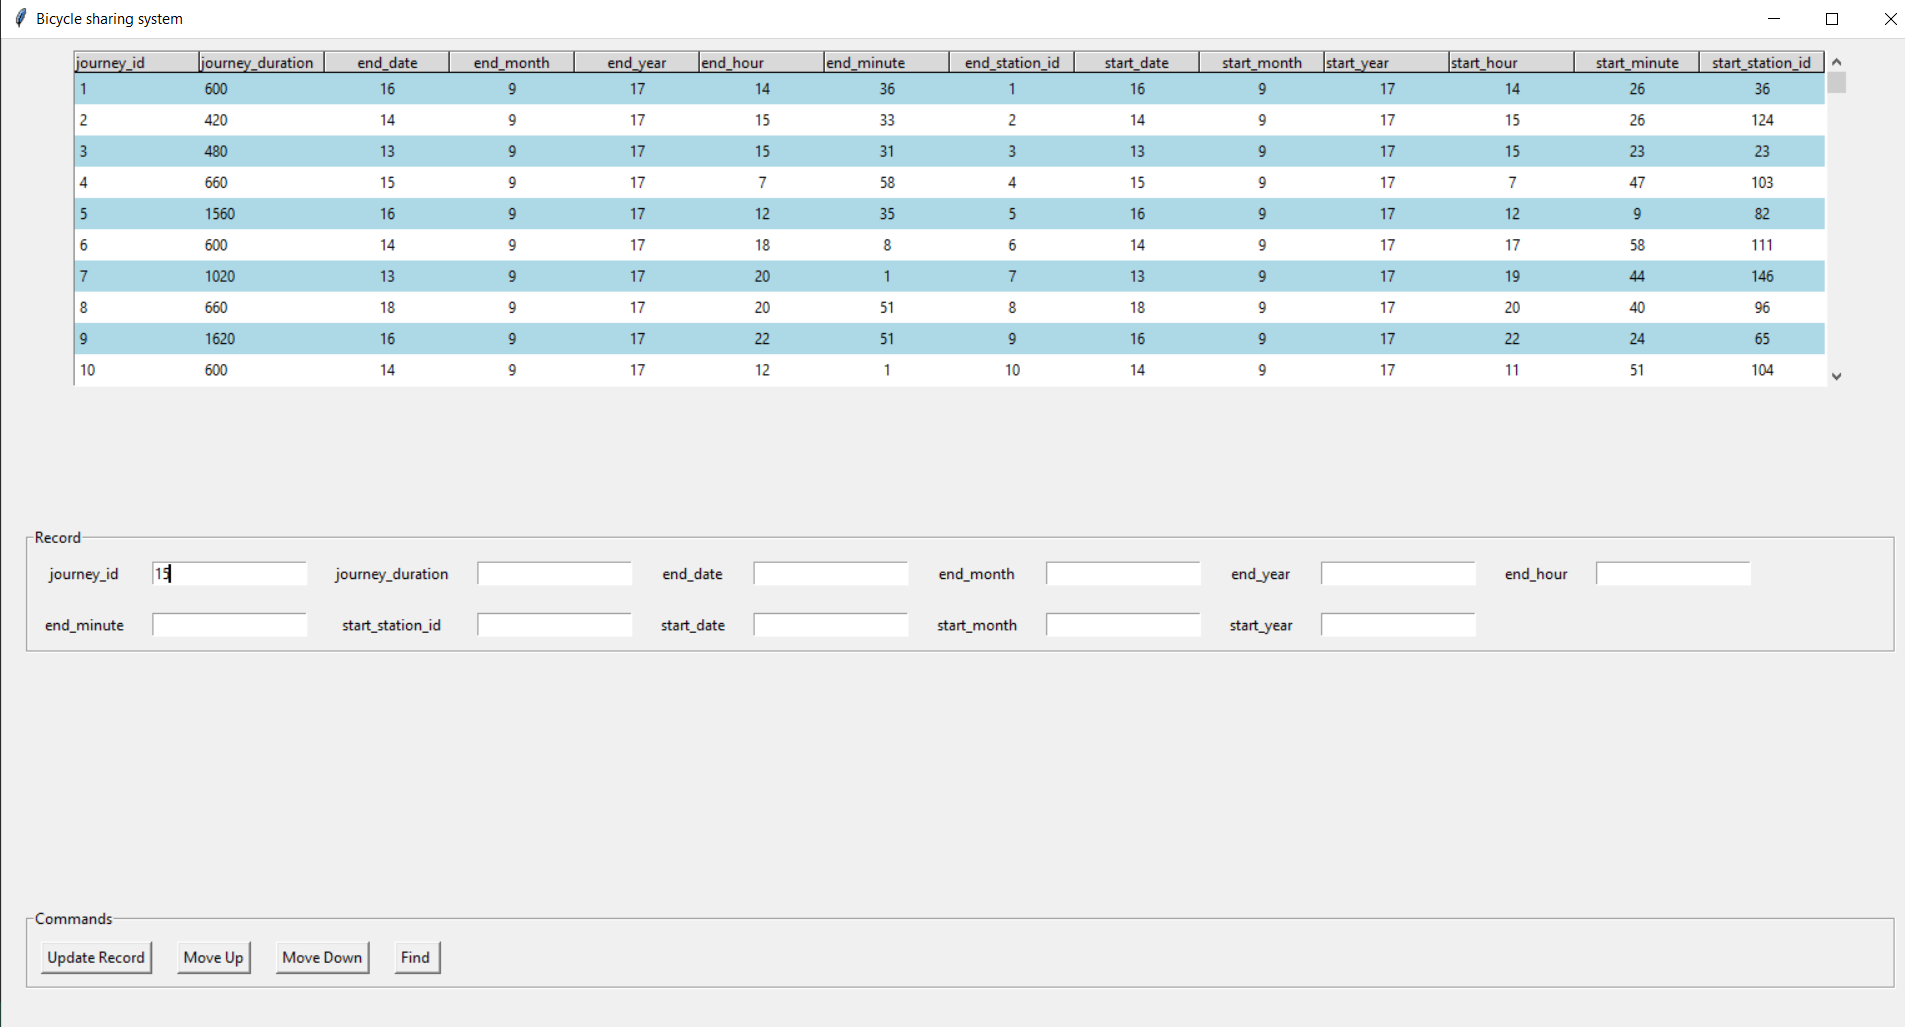 Bicycle sharing system
journey_id journey_duration end_date end_month end_year end_hour end_minute end_station_id start_date start_month start_year start_hour start_minute start_station_id
1 600 16 9 17 14 36 1 16 9 17 14 26 36
2 420 14 9 17 15 33 2 14 9 17 15 26 124
3 480 13 9 17 15 31 3 13 9 17 15 23 23
4 660 15 9 17 7 58 4 15 9 17 7 47 103
5 1560 16 9 17 12 35 5 16 9 17 12 9 82
6 600 14 9 17 18 8 6 14 9 17 17 58 111
7 1020 13 9 17 20 1 7 13 9 17 19 44 146
8 660 18 9 17 20 51 8 18 9 17 20 40 96
9 1620 16 9 17 22 51 9 16 9 17 22 24 65
10 600 14 9 17 12 1 10 14 9 17 11 51 104
Record
journey_id 15 journey_duration end_date end_month end_year end_hour
end_minute start_station_id start_date start_month start_year
Commands
Update Record Move Up Move Down Find